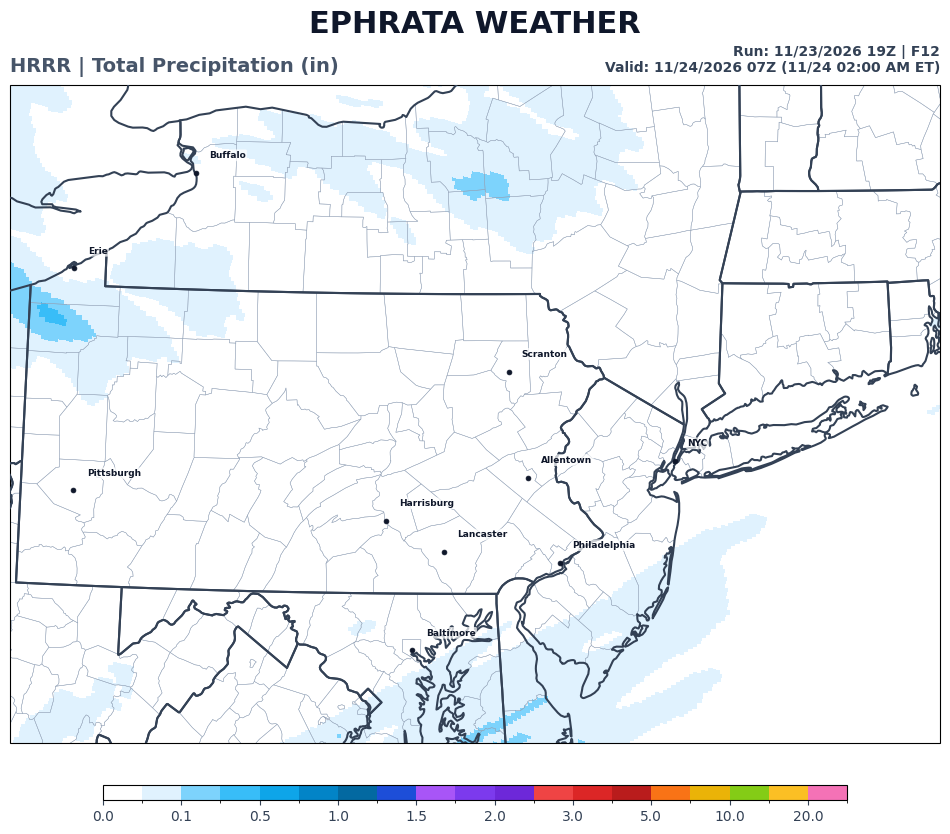 EPHRATA WEATHER
HRRR | Total Precipitation (in)
Run: 11/23/2026 19Z | F12
Valid: 11/24/2026 07Z (11/24 02:00 AM ET)
Buffalo
Erie
Scranton
NYC
Allentown
Pittsburgh
Harrisburg
Lancaster
Philadelphia
Baltimore
0.0 0.1 0.5 1.0 1.5 2.0 3.0 5.0 10.0 20.0